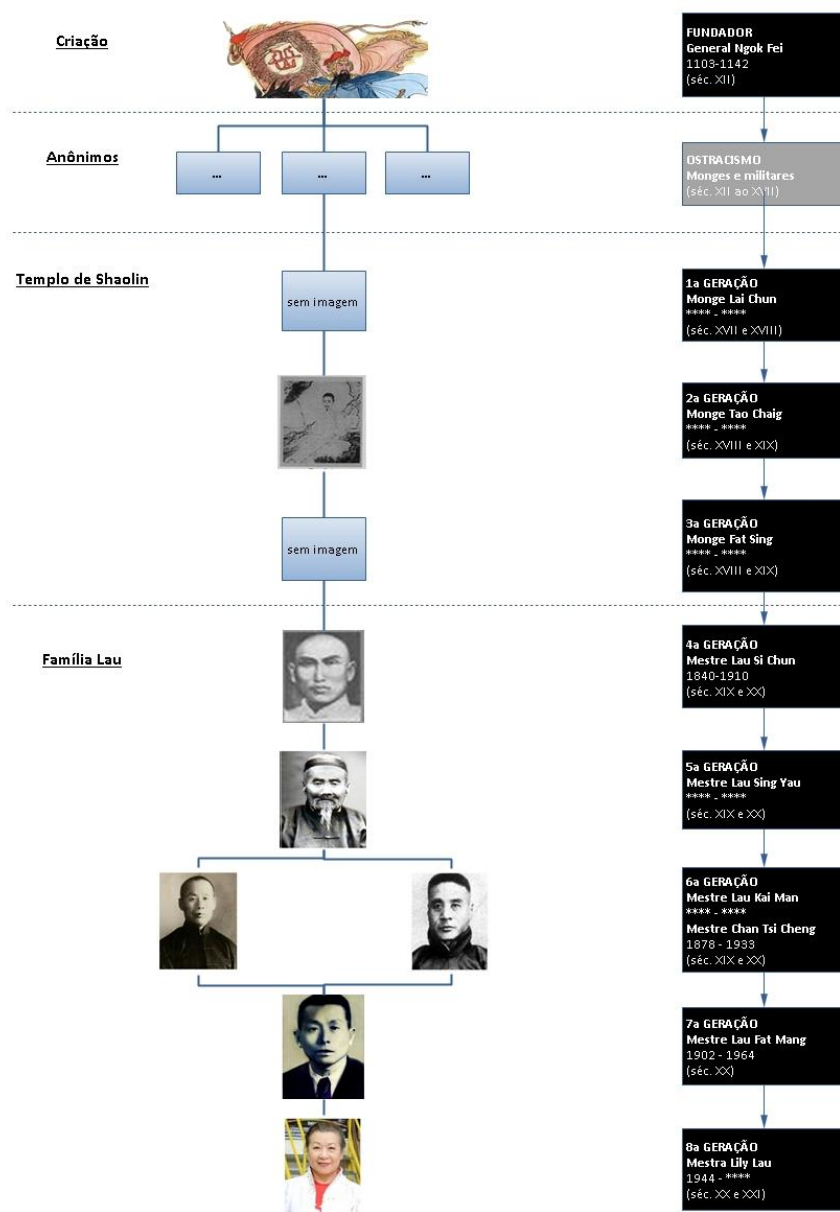 Criação
FUNDADOR
General Ngok Fei
1103-1142
(séc. XII)
Anônimos
...
...
...
OSTRACISMO
Monges e militares
(séc. XII ao XVII)
Templo de Shaolin
sem imagem
1a GERAÇÃO
Monge Lai Chun
**** - ****
(séc. XVII e XVIII)
2a GERAÇÃO
Monge Tao Chaig
**** - ****
(séc. XVIII e XIX)
sem imagem
3a GERAÇÃO
Monge Fat Sing
**** - ****
(séc. XVIII e XIX)
Família Lau
4a GERAÇÃO
Mestre Lau Si Chun
1840-1910
(séc. XIX e XX)
5a GERAÇÃO
Mestre Lau Sing Yau
**** - ****
(séc. XIX e XX)
6a GERAÇÃO
Mestre Lau Kai Man
**** - ****
Mestre Chan Tsi Cheng
1878 - 1933
(séc. XIX e XX)
7a GERAÇÃO
Mestre Lau Fat Mang
1902 - 1964
(séc. XX)
8a GERAÇÃO
Mestra Lily Lau
1944 - ****
(séc. XX e XXI)